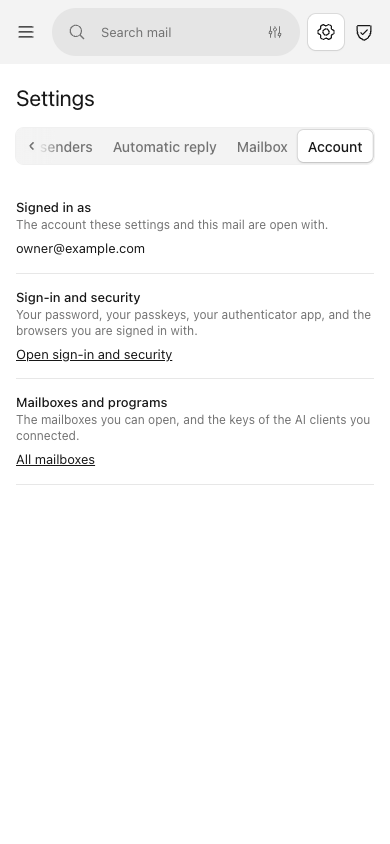 Search mail
Settings
senders
Automatic reply
Mailbox
Account
Signed in as
The account these settings and this mail are open with.
owner@example.com
Sign-in and security
Your password, your passkeys, your authenticator app, and the
browsers you are signed in with.
Open sign-in and security
Mailboxes and programs
The mailboxes you can open, and the keys of the AI clients you
connected.
All mailboxes